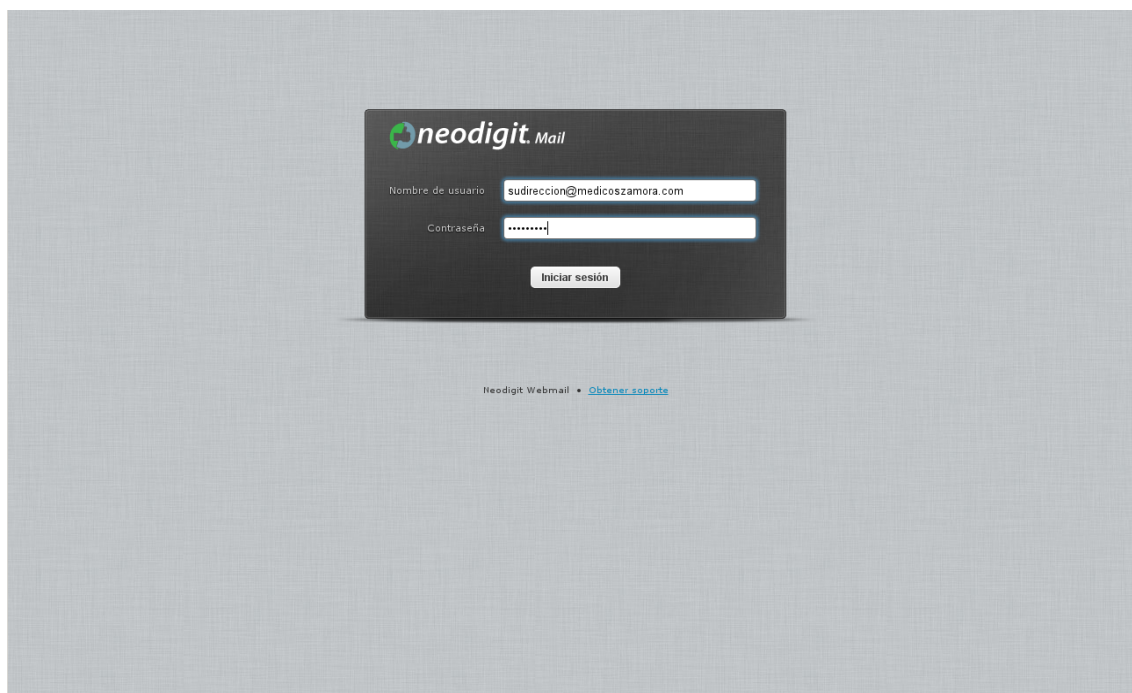 neodigit. Mail
Nombre de usuario sudireccion@medicoszamora.com
Contraseña •••••••••
Iniciar sesión
Neodigit Webmail • Obtener soporte